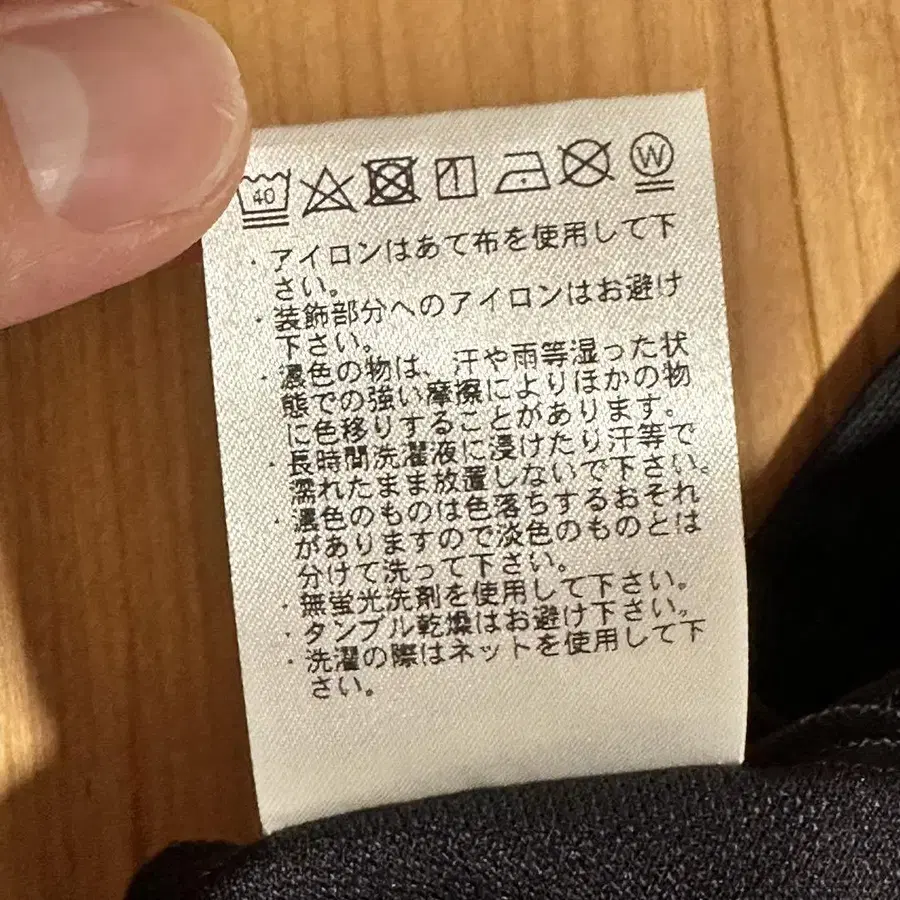 40 W
・アイロンはあて布を使用して下
さい。
・装飾部分へのアイロンはお避け
下さい。
・濃色の物は、汗や雨等湿った状
態での強い摩擦によりほかの物
に色移りすることがあります。
・長時間洗濯液に浸けたり汗等で
濡れたまま放置しないで下さい。
・濃色のものは色落ちするおそれ
がありますので淡色のものとは
分けて洗って下さい。
・無蛍光洗剤を使用して下さい。
・タンブル乾燥はお避け下さい。
・洗濯の際はネットを使用して下
さい。